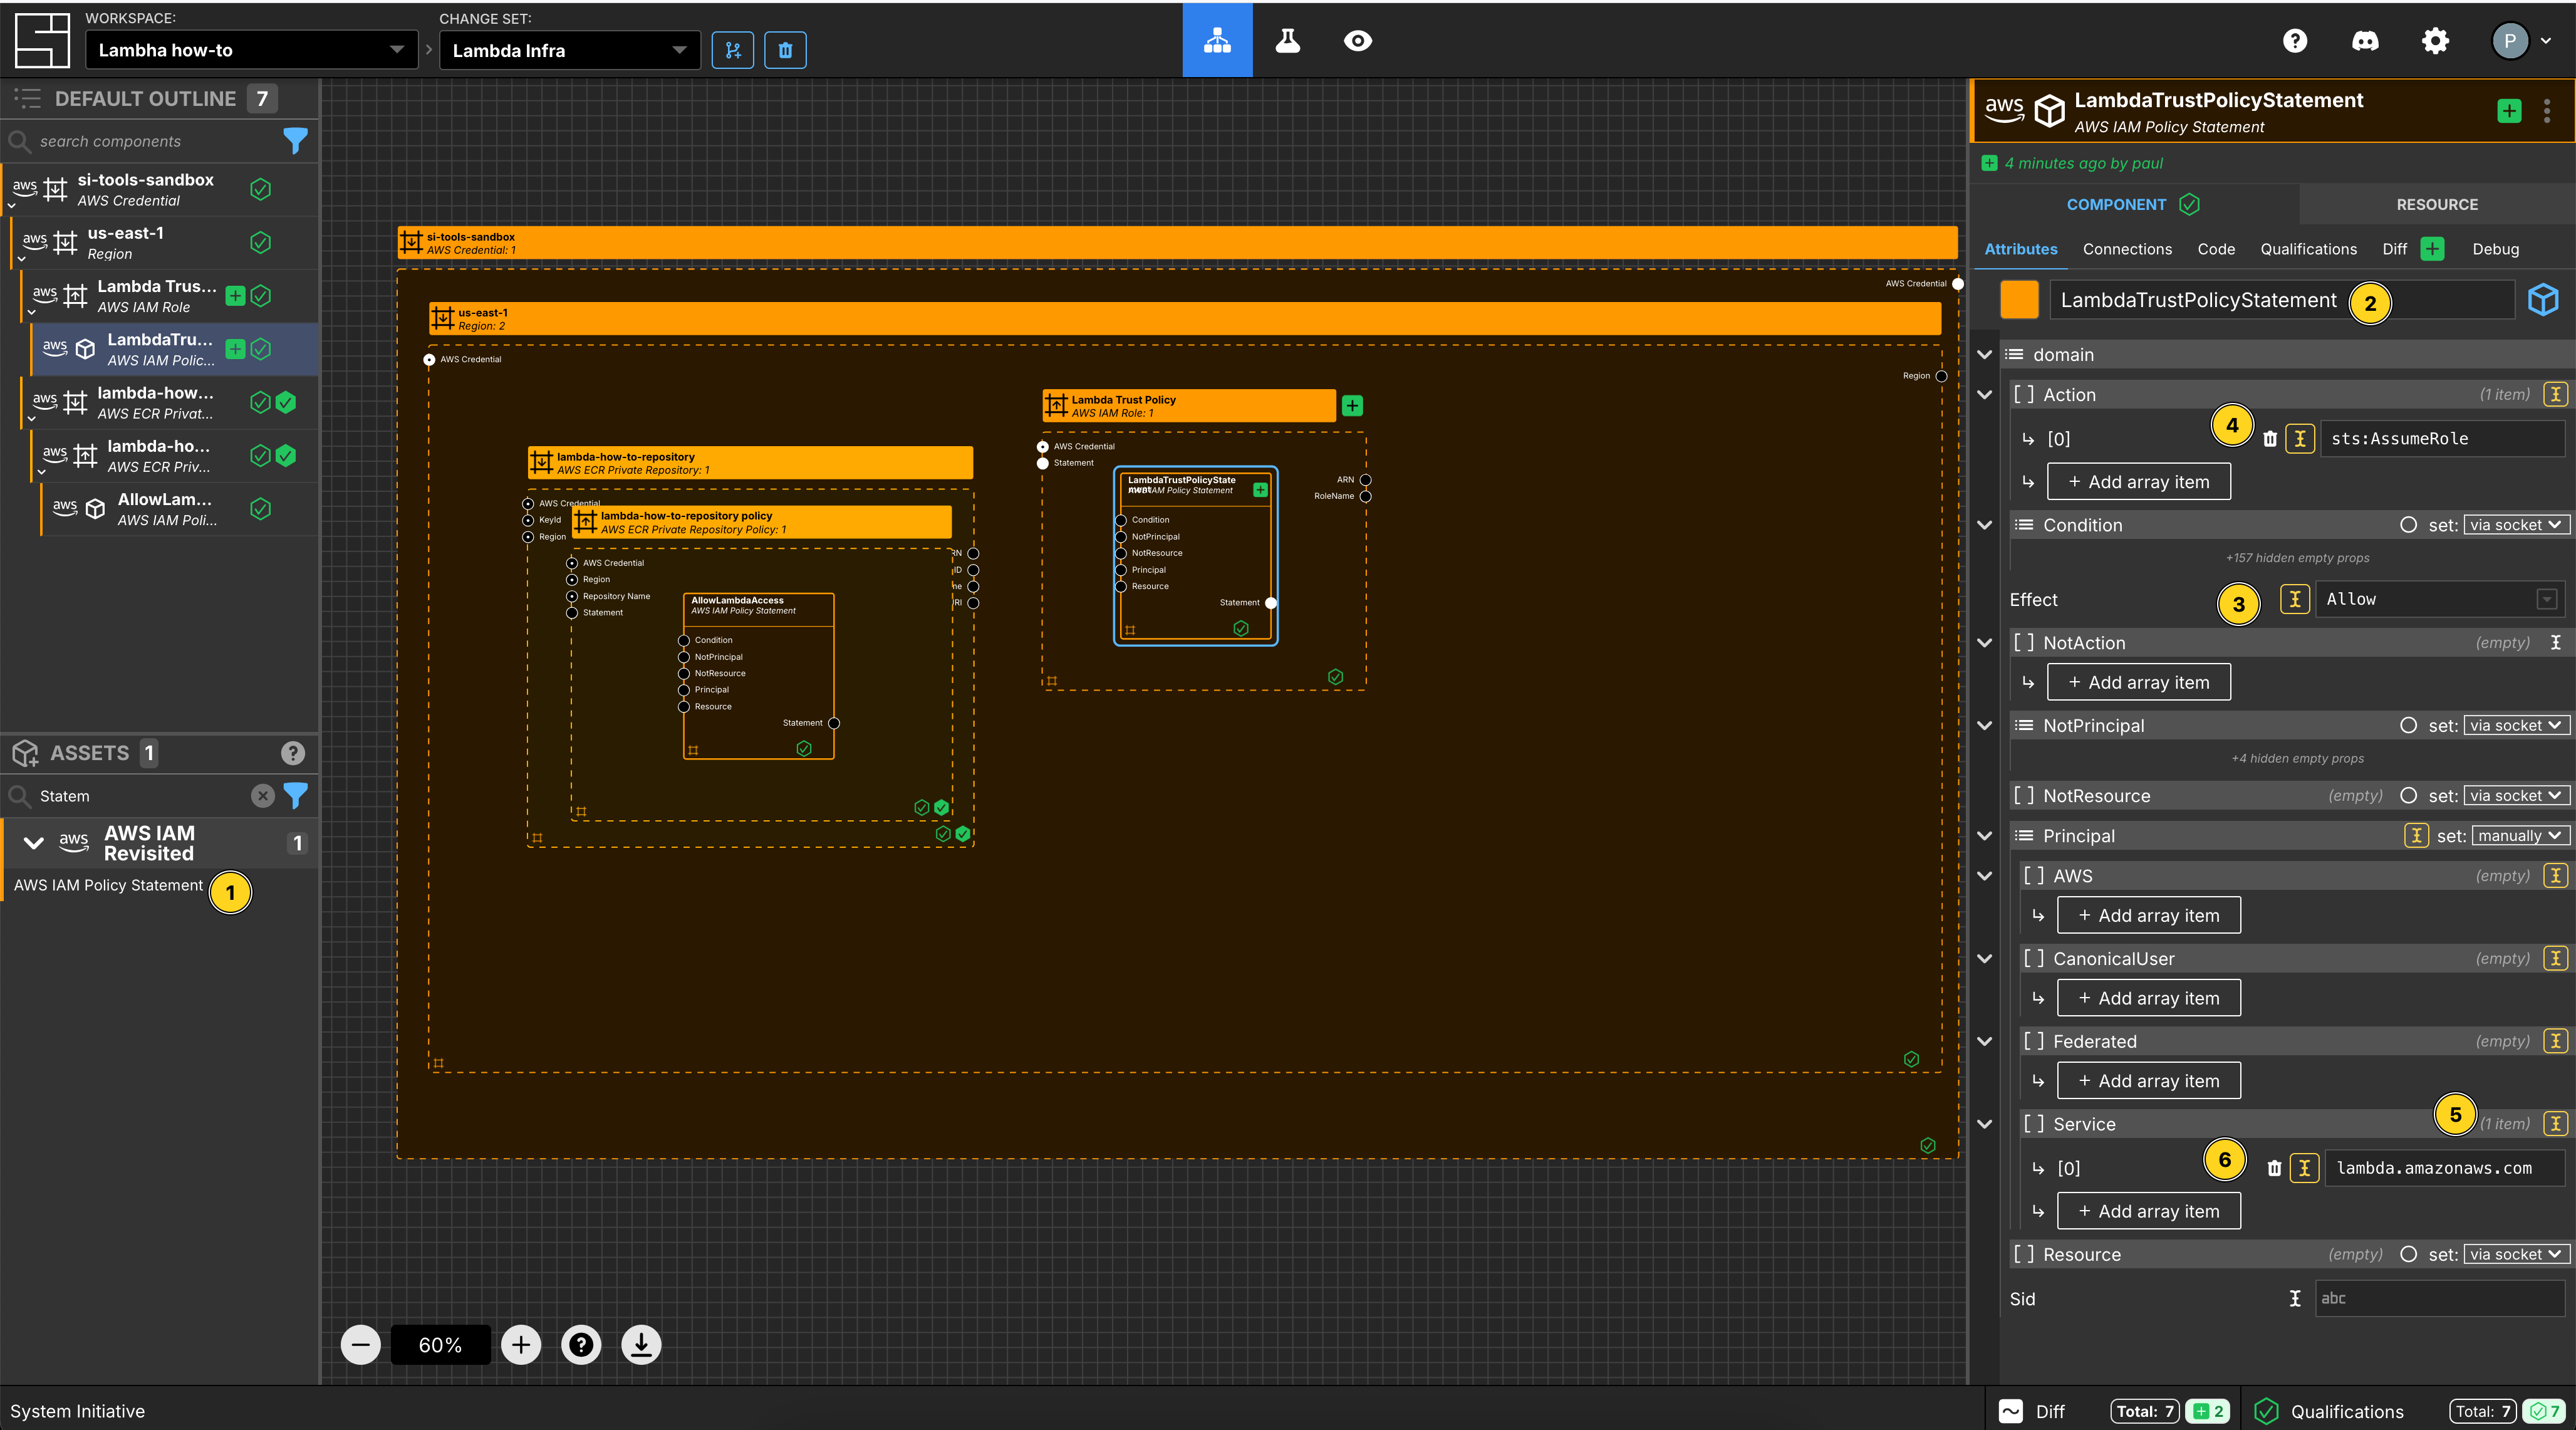 WORKSPACE:
Lambha how-to
CHANGE SET:
Lambda Infra
P
DEFAULT OUTLINE 7
search components
aws si-tools-sandbox
AWS Credential
aws us-east-1
Region
aws Lambda Trus...
AWS IAM Role
aws LambdaTru...
AWS IAM Polic...
aws lambda-how...
AWS ECR Privat...
aws lambda-ho...
AWS ECR Priv...
aws AllowLam...
AWS IAM Poli...
ASSETS 1
Statem
aws AWS IAM
Revisited
1
AWS IAM Policy Statement
1
si-tools-sandbox
AWS Credential: 1
AWS Credential
us-east-1
Region: 2
AWS Credential
Region
lambda-how-to-repository
AWS ECR Private Repository: 1
AWS Credential
KeyId
Region
lambda-how-to-repository policy
AWS ECR Private Repository Policy: 1
AWS Credential
Region
Repository Name
Statement
AllowLambdaAccess
AWS IAM Policy Statement
Condition
NotPrincipal
NotResource
Principal
Resource
Statement
Lambda Trust Policy
AWS IAM Role: 1
AWS Credential
Statement
ARN
RoleName
LambdaTrustPolicyState
AWS IAM Policy Statement
Condition
NotPrincipal
NotResource
Principal
Resource
Statement
60%
aws LambdaTrustPolicyStatement
AWS IAM Policy Statement
4 minutes ago by paul
COMPONENT
RESOURCE
Attributes Connections Code Qualifications Diff Debug
LambdaTrustPolicyStatement
2
domain
[ ] Action (1 item)
4
[0] sts:AssumeRole
+ Add array item
Condition set: via socket
+157 hidden empty props
Effect 3 Allow
[ ] NotAction (empty)
+ Add array item
NotPrincipal set: via socket
+4 hidden empty props
[ ] NotResource (empty) set: via socket
Principal set: manually
[ ] AWS (empty)
+ Add array item
[ ] CanonicalUser (empty)
+ Add array item
[ ] Federated (empty)
+ Add array item
5
[ ] Service (1 item)
6
[0] lambda.amazonaws.com
+ Add array item
[ ] Resource (empty) set: via socket
Sid abc
System Initiative
Diff Total: 7 2
Qualifications Total: 7 7